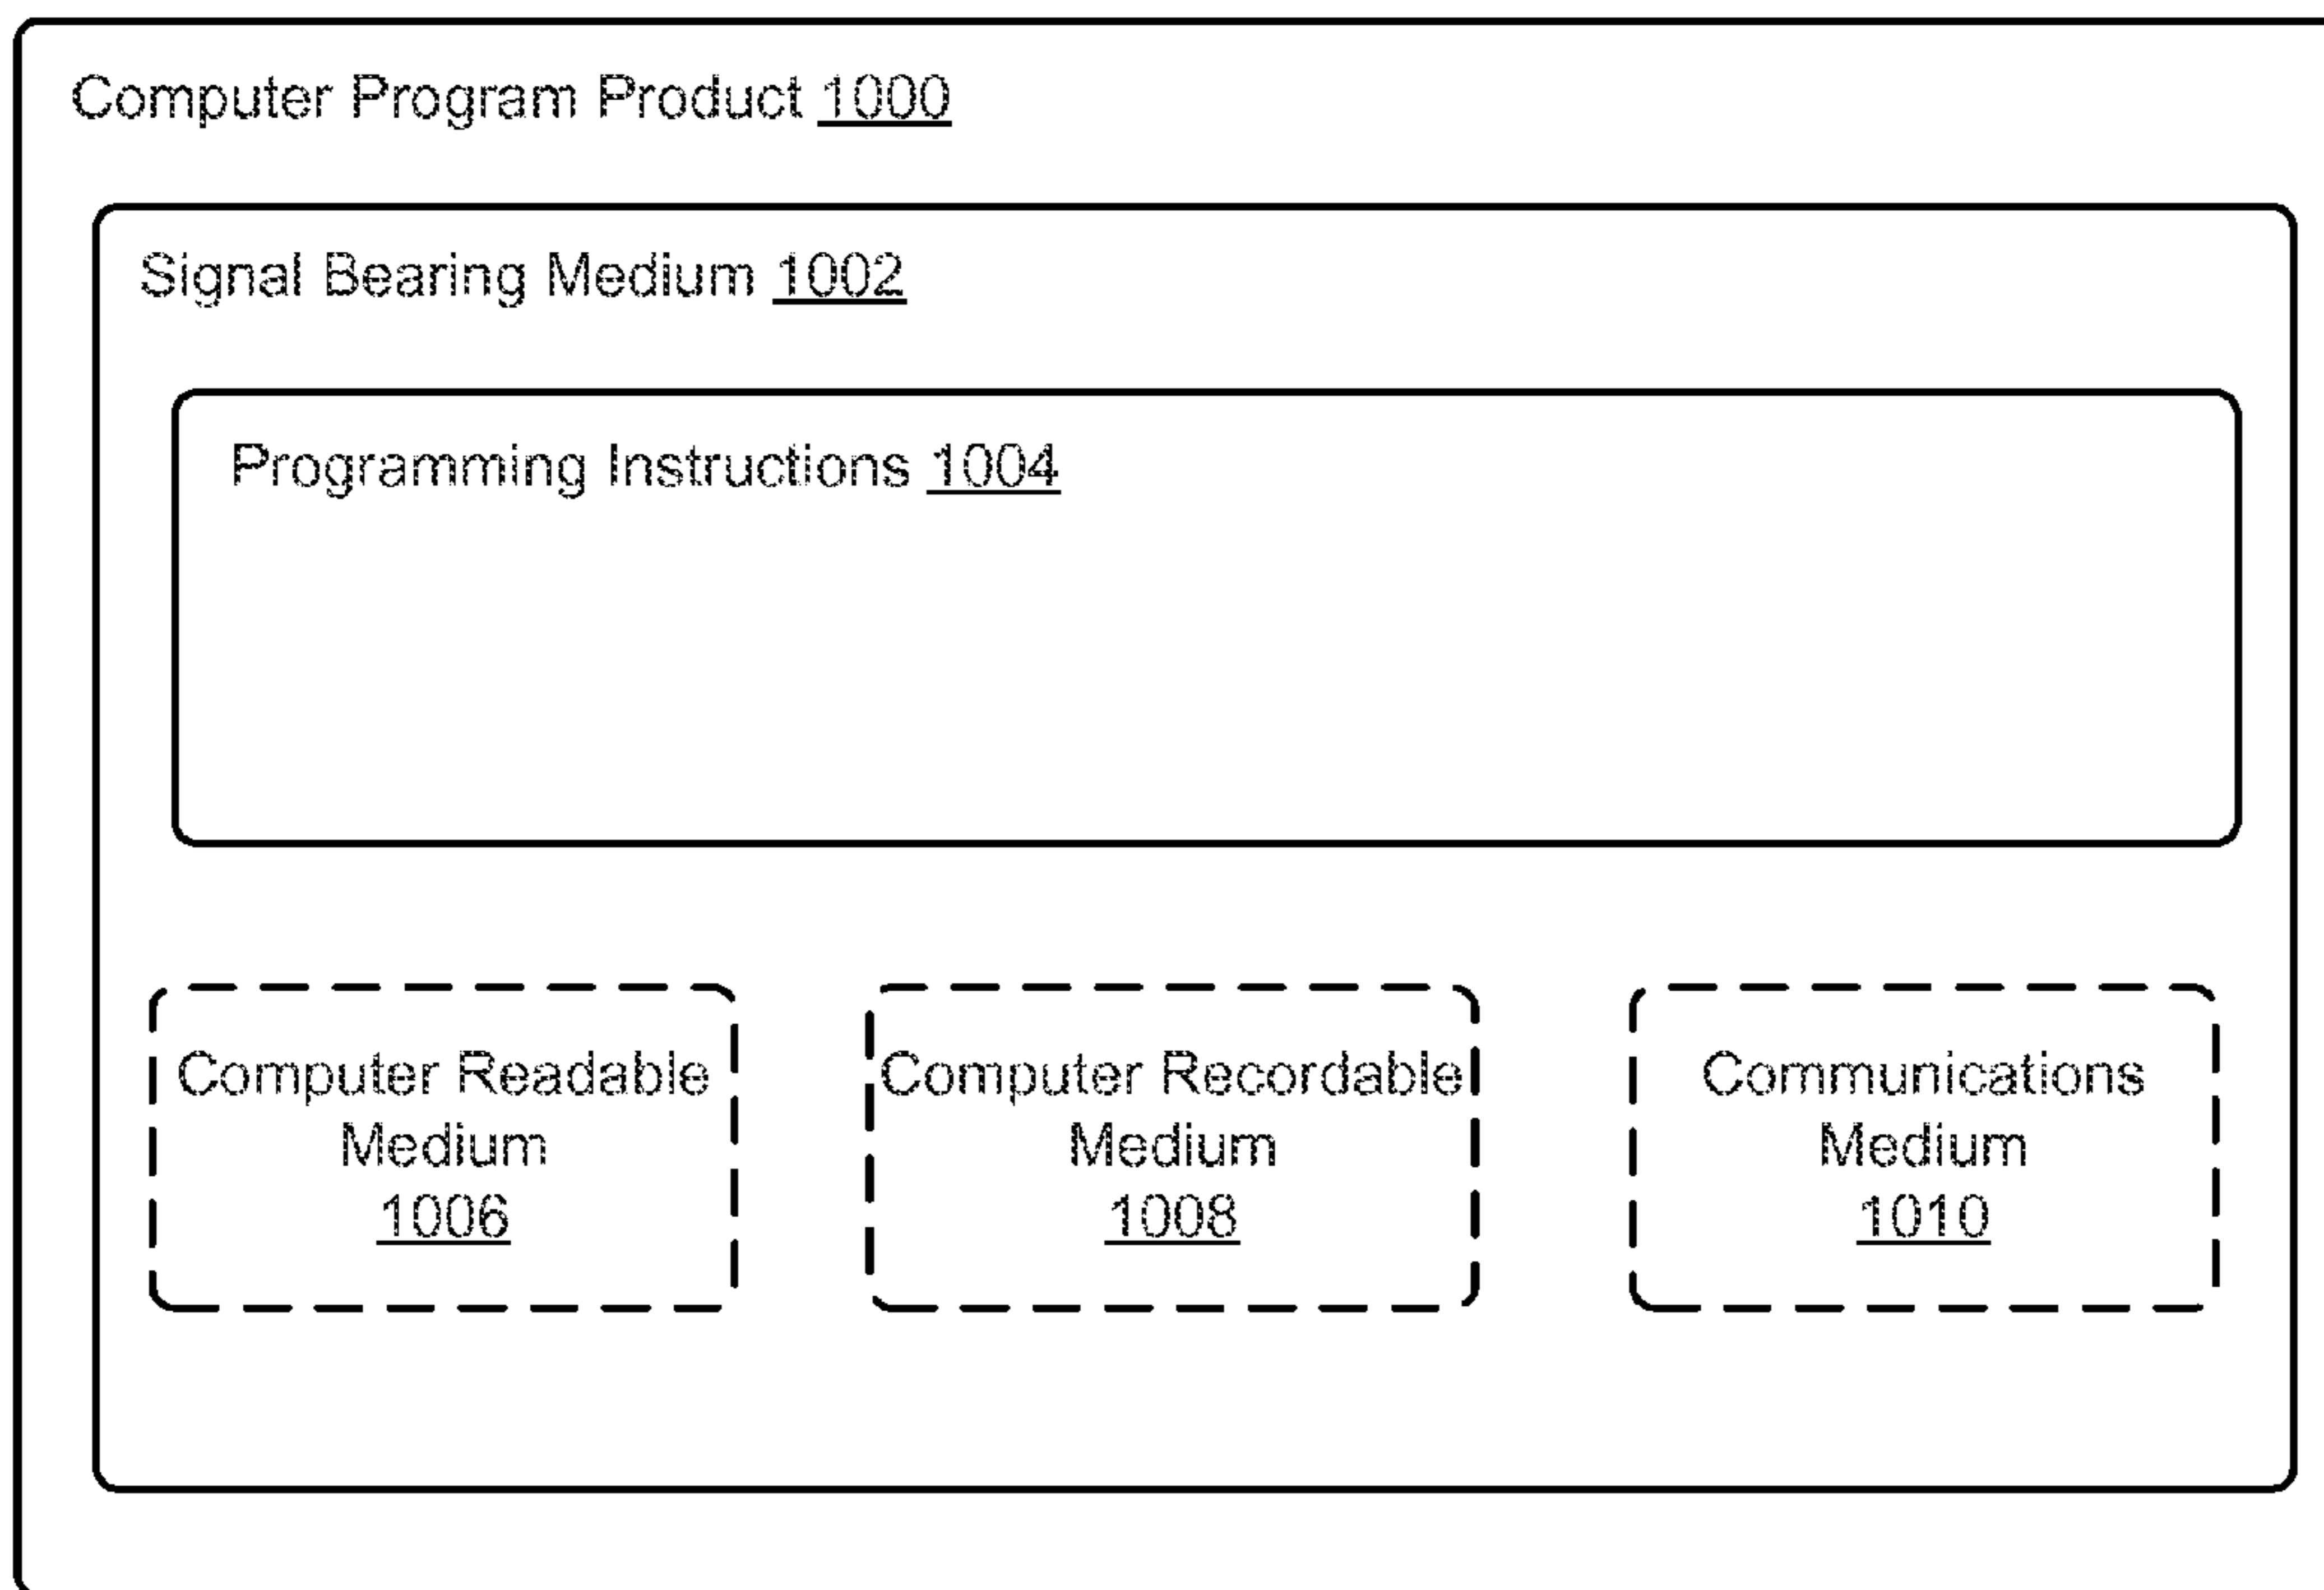 Computer Program Product 1000
Signal Bearing Medium 1002
Programming Instructions 1004
Computer Readable
Medium
1006
Computer Recordable
Medium
1008
Communications
Medium
1010